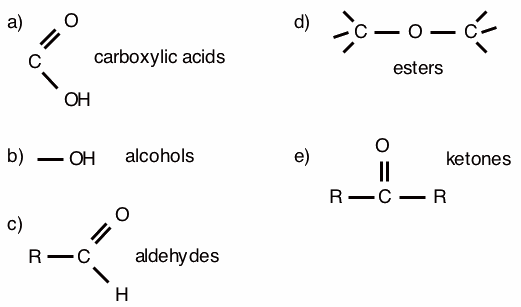 a)
O
C
OH
carboxylic acids
b) OH alcohols
c)
O
R C
H
aldehydes
d) C O C
esters
e)
O
R C R
ketones